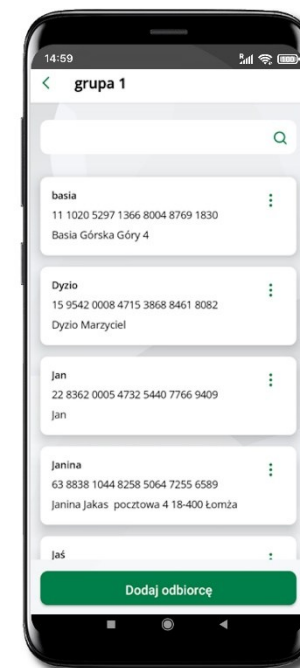 14:59
grupa 1
basia
11 1020 5297 1366 8004 8769 1830
Basia Górska Góry 4
Dyzio
15 9542 0008 4715 3868 8461 8082
Dyzio Marzyciel
Jan
22 8362 0005 4732 5440 7766 9409
Jan
Janina
63 8838 1044 8258 5064 7255 6589
Janina Jakas pocztowa 4 18-400 Łomża
Jaś
Dodaj odbiorcę